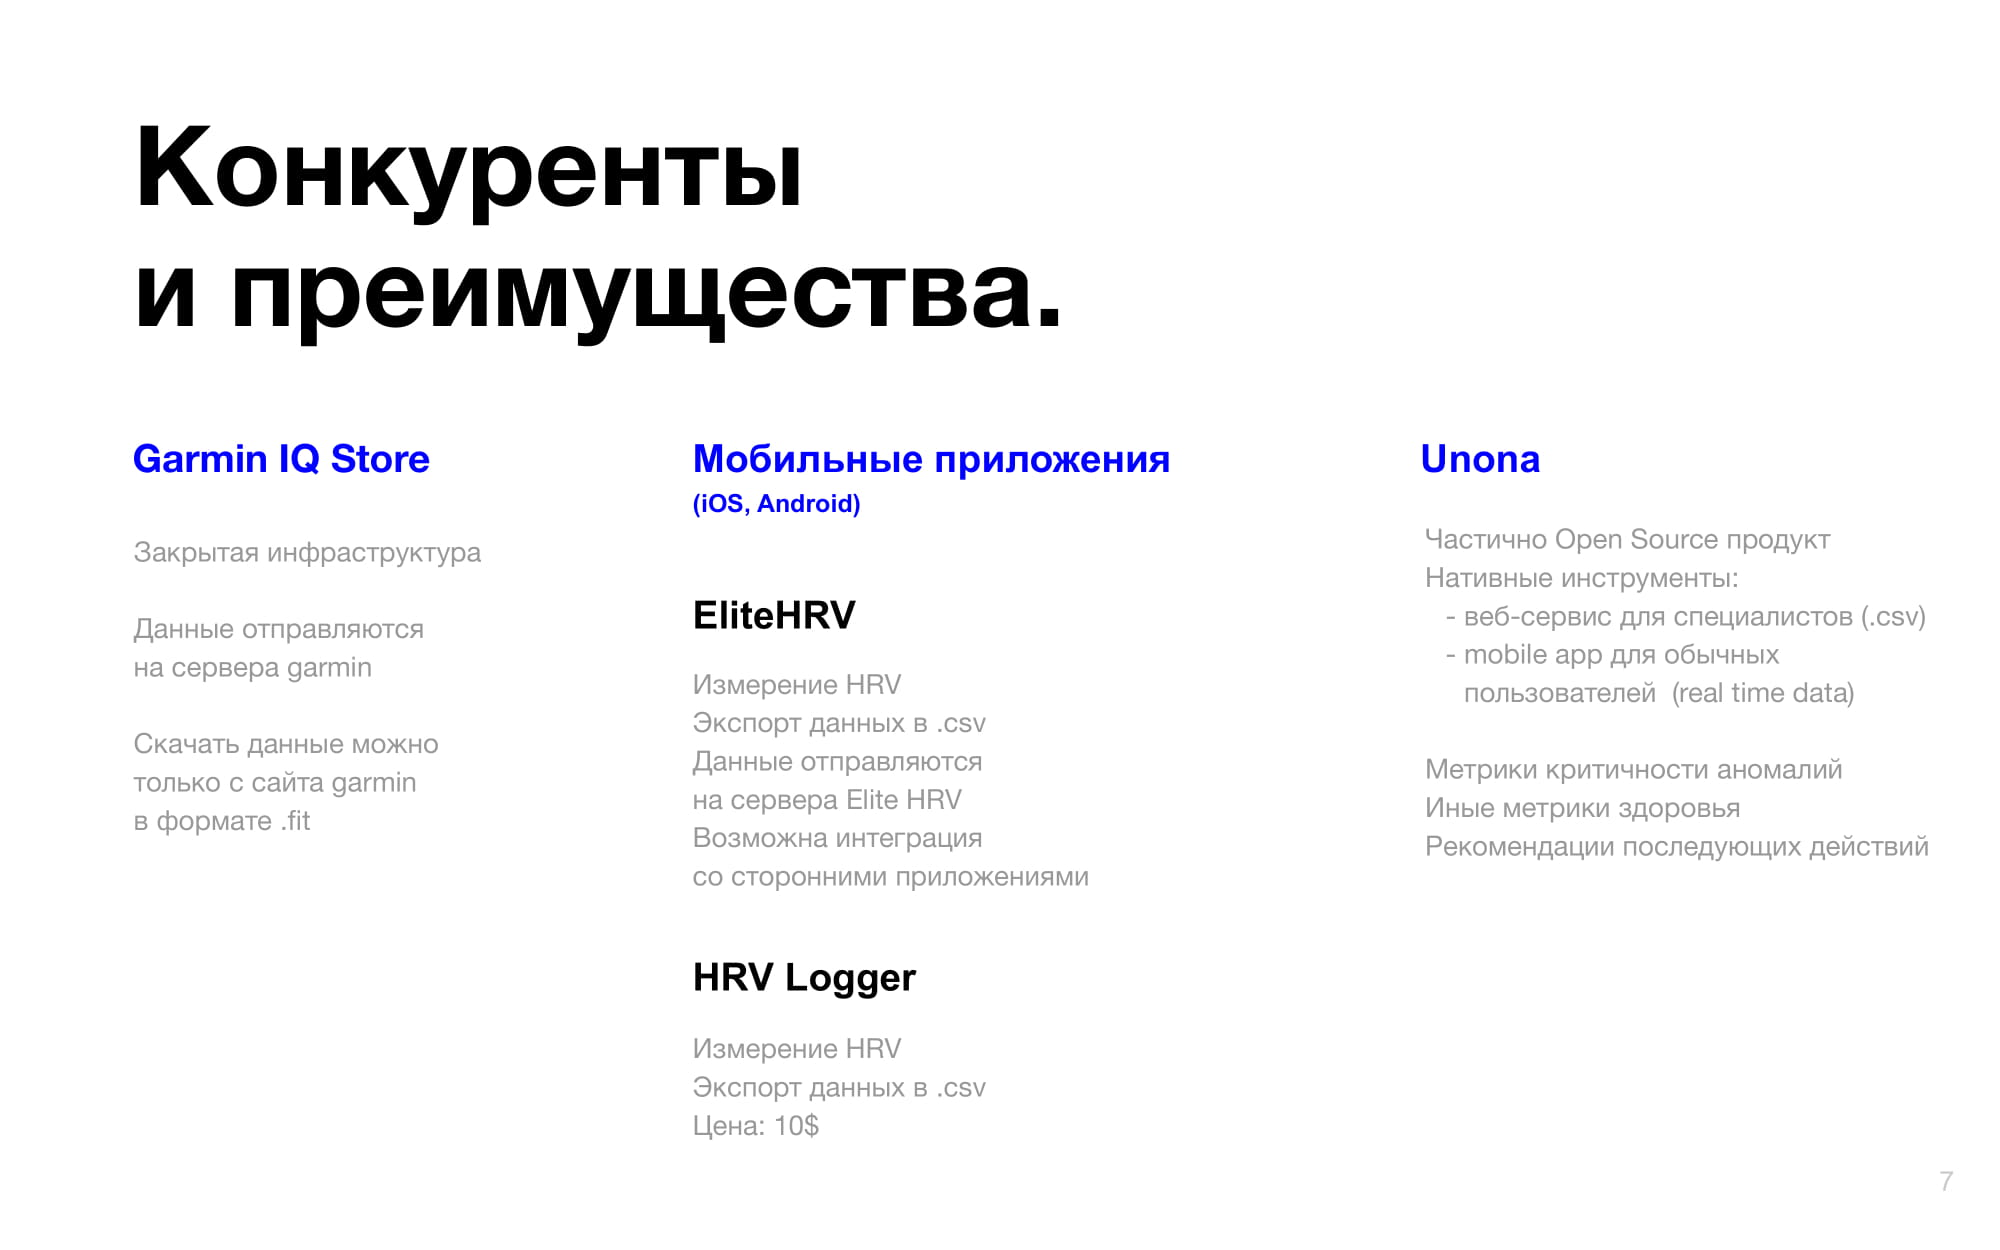 Конкуренты
и преимущества.
Garmin IQ Store
Закрытая инфраструктура
Данные отправляются
на сервера garmin
Скачать данные можно
только с сайта garmin
в формате .fit
Мобильные приложения
(iOS, Android)
EliteHRV
Измерение HRV
Экспорт данных в .csv
Данные отправляются
на сервера Elite HRV
Возможна интеграция
со сторонними приложениями
HRV Logger
Измерение HRV
Экспорт данных в .csv
Цена: 10$
Unona
Частично Open Source продукт
Нативные инструменты:
- веб-сервис для специалистов (.csv)
- mobile app для обычных
пользователей (real time data)
Метрики критичности аномалий
Иные метрики здоровья
Рекомендации последующих действий
7